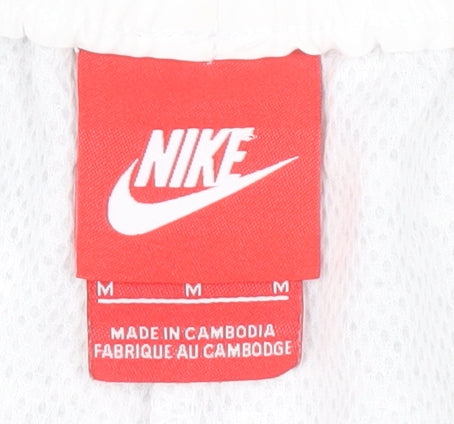 NIKE
M M M
MADE IN CAMBODIA
FABRIQUE AU CAMBODGE